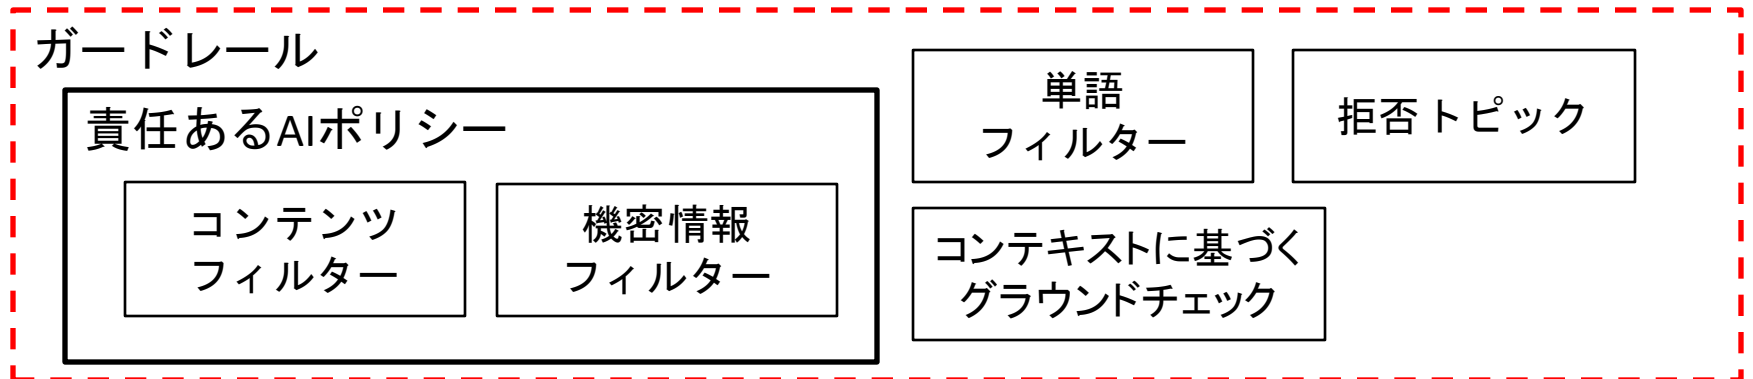 ガードレール
責任あるAIポリシー
コンテンツ
フィルター
機密情報
フィルター
単語
フィルター
拒否トピック
コンテキストに基づく
グラウンドチェック